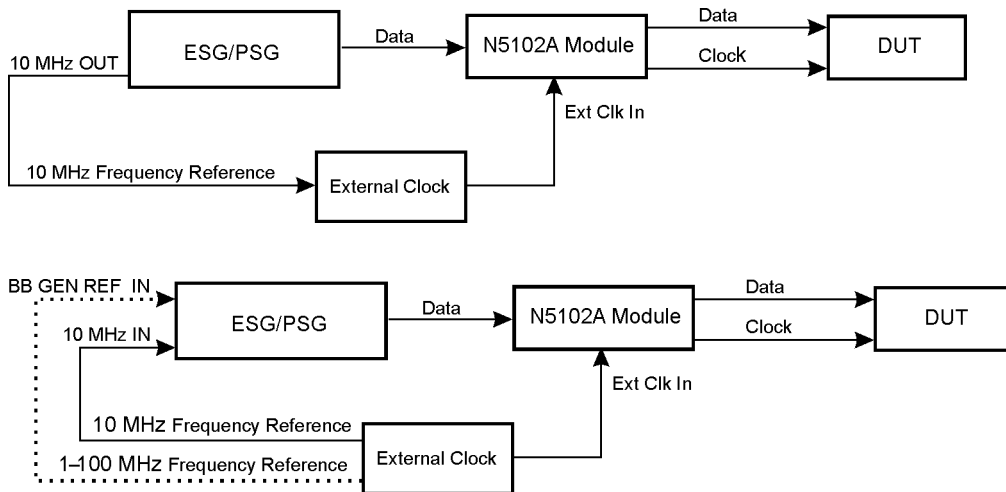 ESG/PSG
Data
N5102A Module
Data
Clock
DUT
10 MHz OUT
Ext Clk In
10 MHz Frequency Reference
External Clock
BB GEN REF IN
10 MHz IN
ESG/PSG
Data
N5102A Module
Data
Clock
DUT
Ext Clk In
10 MHz Frequency Reference
1–100 MHz Frequency Reference
External Clock